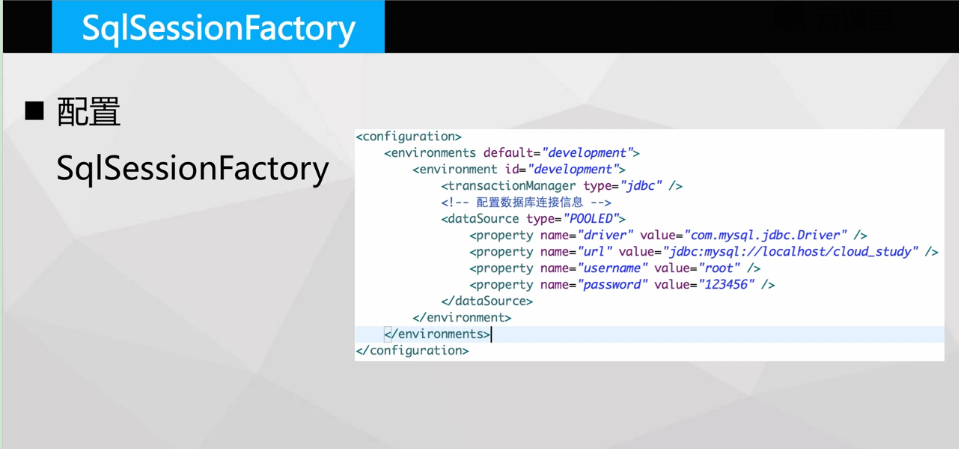 SqlSessionFactory
配置
SqlSessionFactory
<configuration>
<environments default="development">
<environment id="development">
<transactionManager type="jdbc" />
<!-- 配置数据库连接信息 -->
<dataSource type="POOLED">
<property name="driver" value="com.mysql.jdbc.Driver" />
<property name="url" value="jdbc:mysql://localhost/cloud_study" />
<property name="username" value="root" />
<property name="password" value="123456" />
</dataSource>
</environment>
</environments>
</configuration>